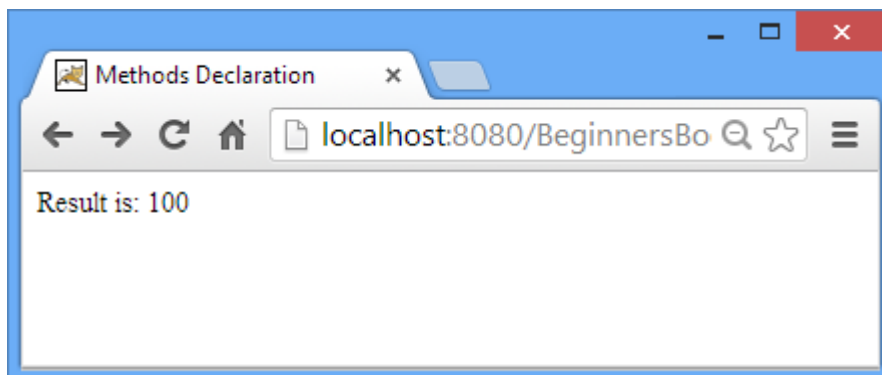 Methods Declaration
localhost:8080/BeginnersBo
Result is: 100